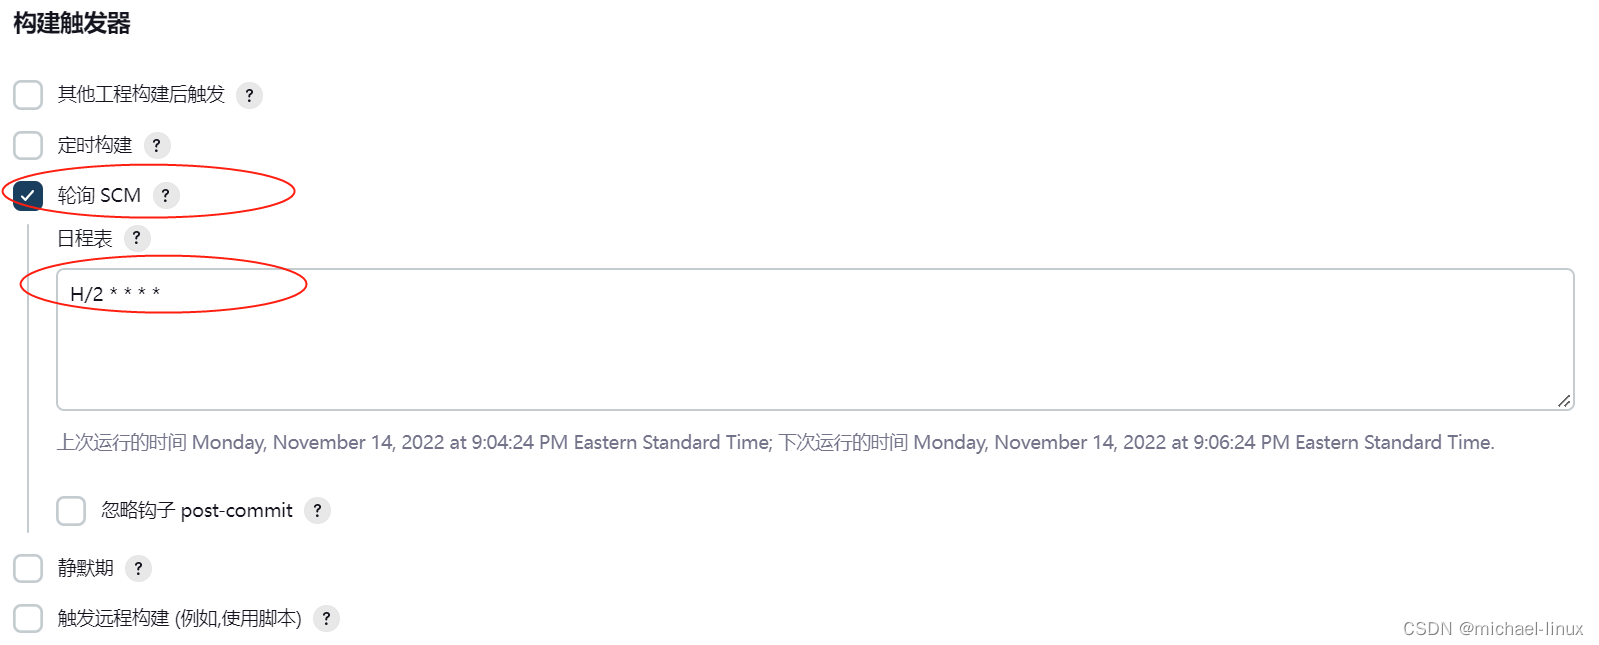 构建触发器
其他工程构建后触发 ?
定时构建 ?
轮询 SCM ?
日程表 ?
H/2 * * * *
上次运行的时间 Monday, November 14, 2022 at 9:04:24 PM Eastern Standard Time; 下次运行的时间 Monday, November 14, 2022 at 9:06:24 PM Eastern Standard Time.
忽略钩子 post-commit ?
静默期 ?
触发远程构建 (例如,使用脚本) ?
CSDN @michael-linux